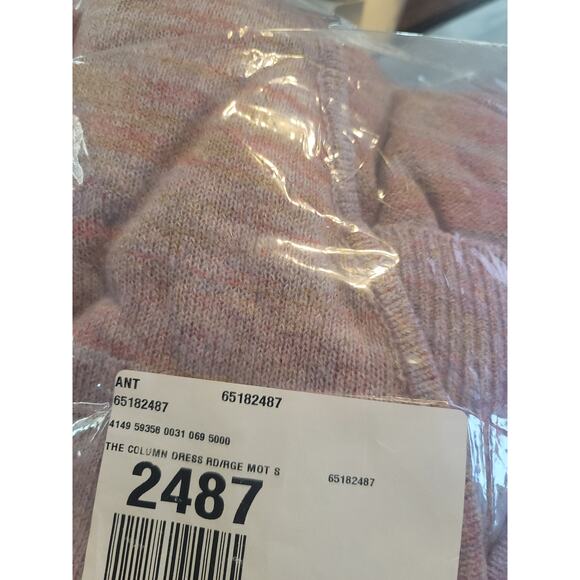 ANT
65182487 65182487
4149 59358 0031 069 5000
THE COLUMN DRESS RD/RGE MOT S 65182487
2487